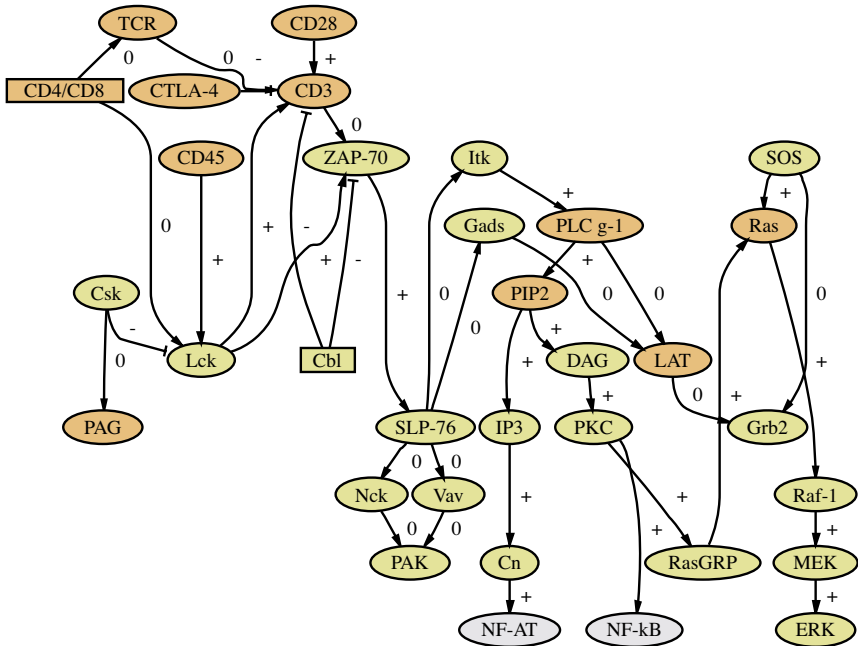 TCR
CD28
0
0
-
+
CD4/CD8
CTLA-4
CD3
0
CD45
ZAP-70
Itk
SOS
+
+
0
+
-
Gads
PLC g-1
Ras
+
+
-
+
Csk
+
0
PIP2
0
0
0
-
0
0
+
+
+
Lck
Cbl
DAG
LAT
+
0
+
PAG
SLP-76
IP3
PKC
Grb2
0
0
Nck
Vav
+
+
Raf-1
0
0
+
+
PAK
Cn
RasGRP
MEK
+
+
NF-AT
NF-kB
ERK